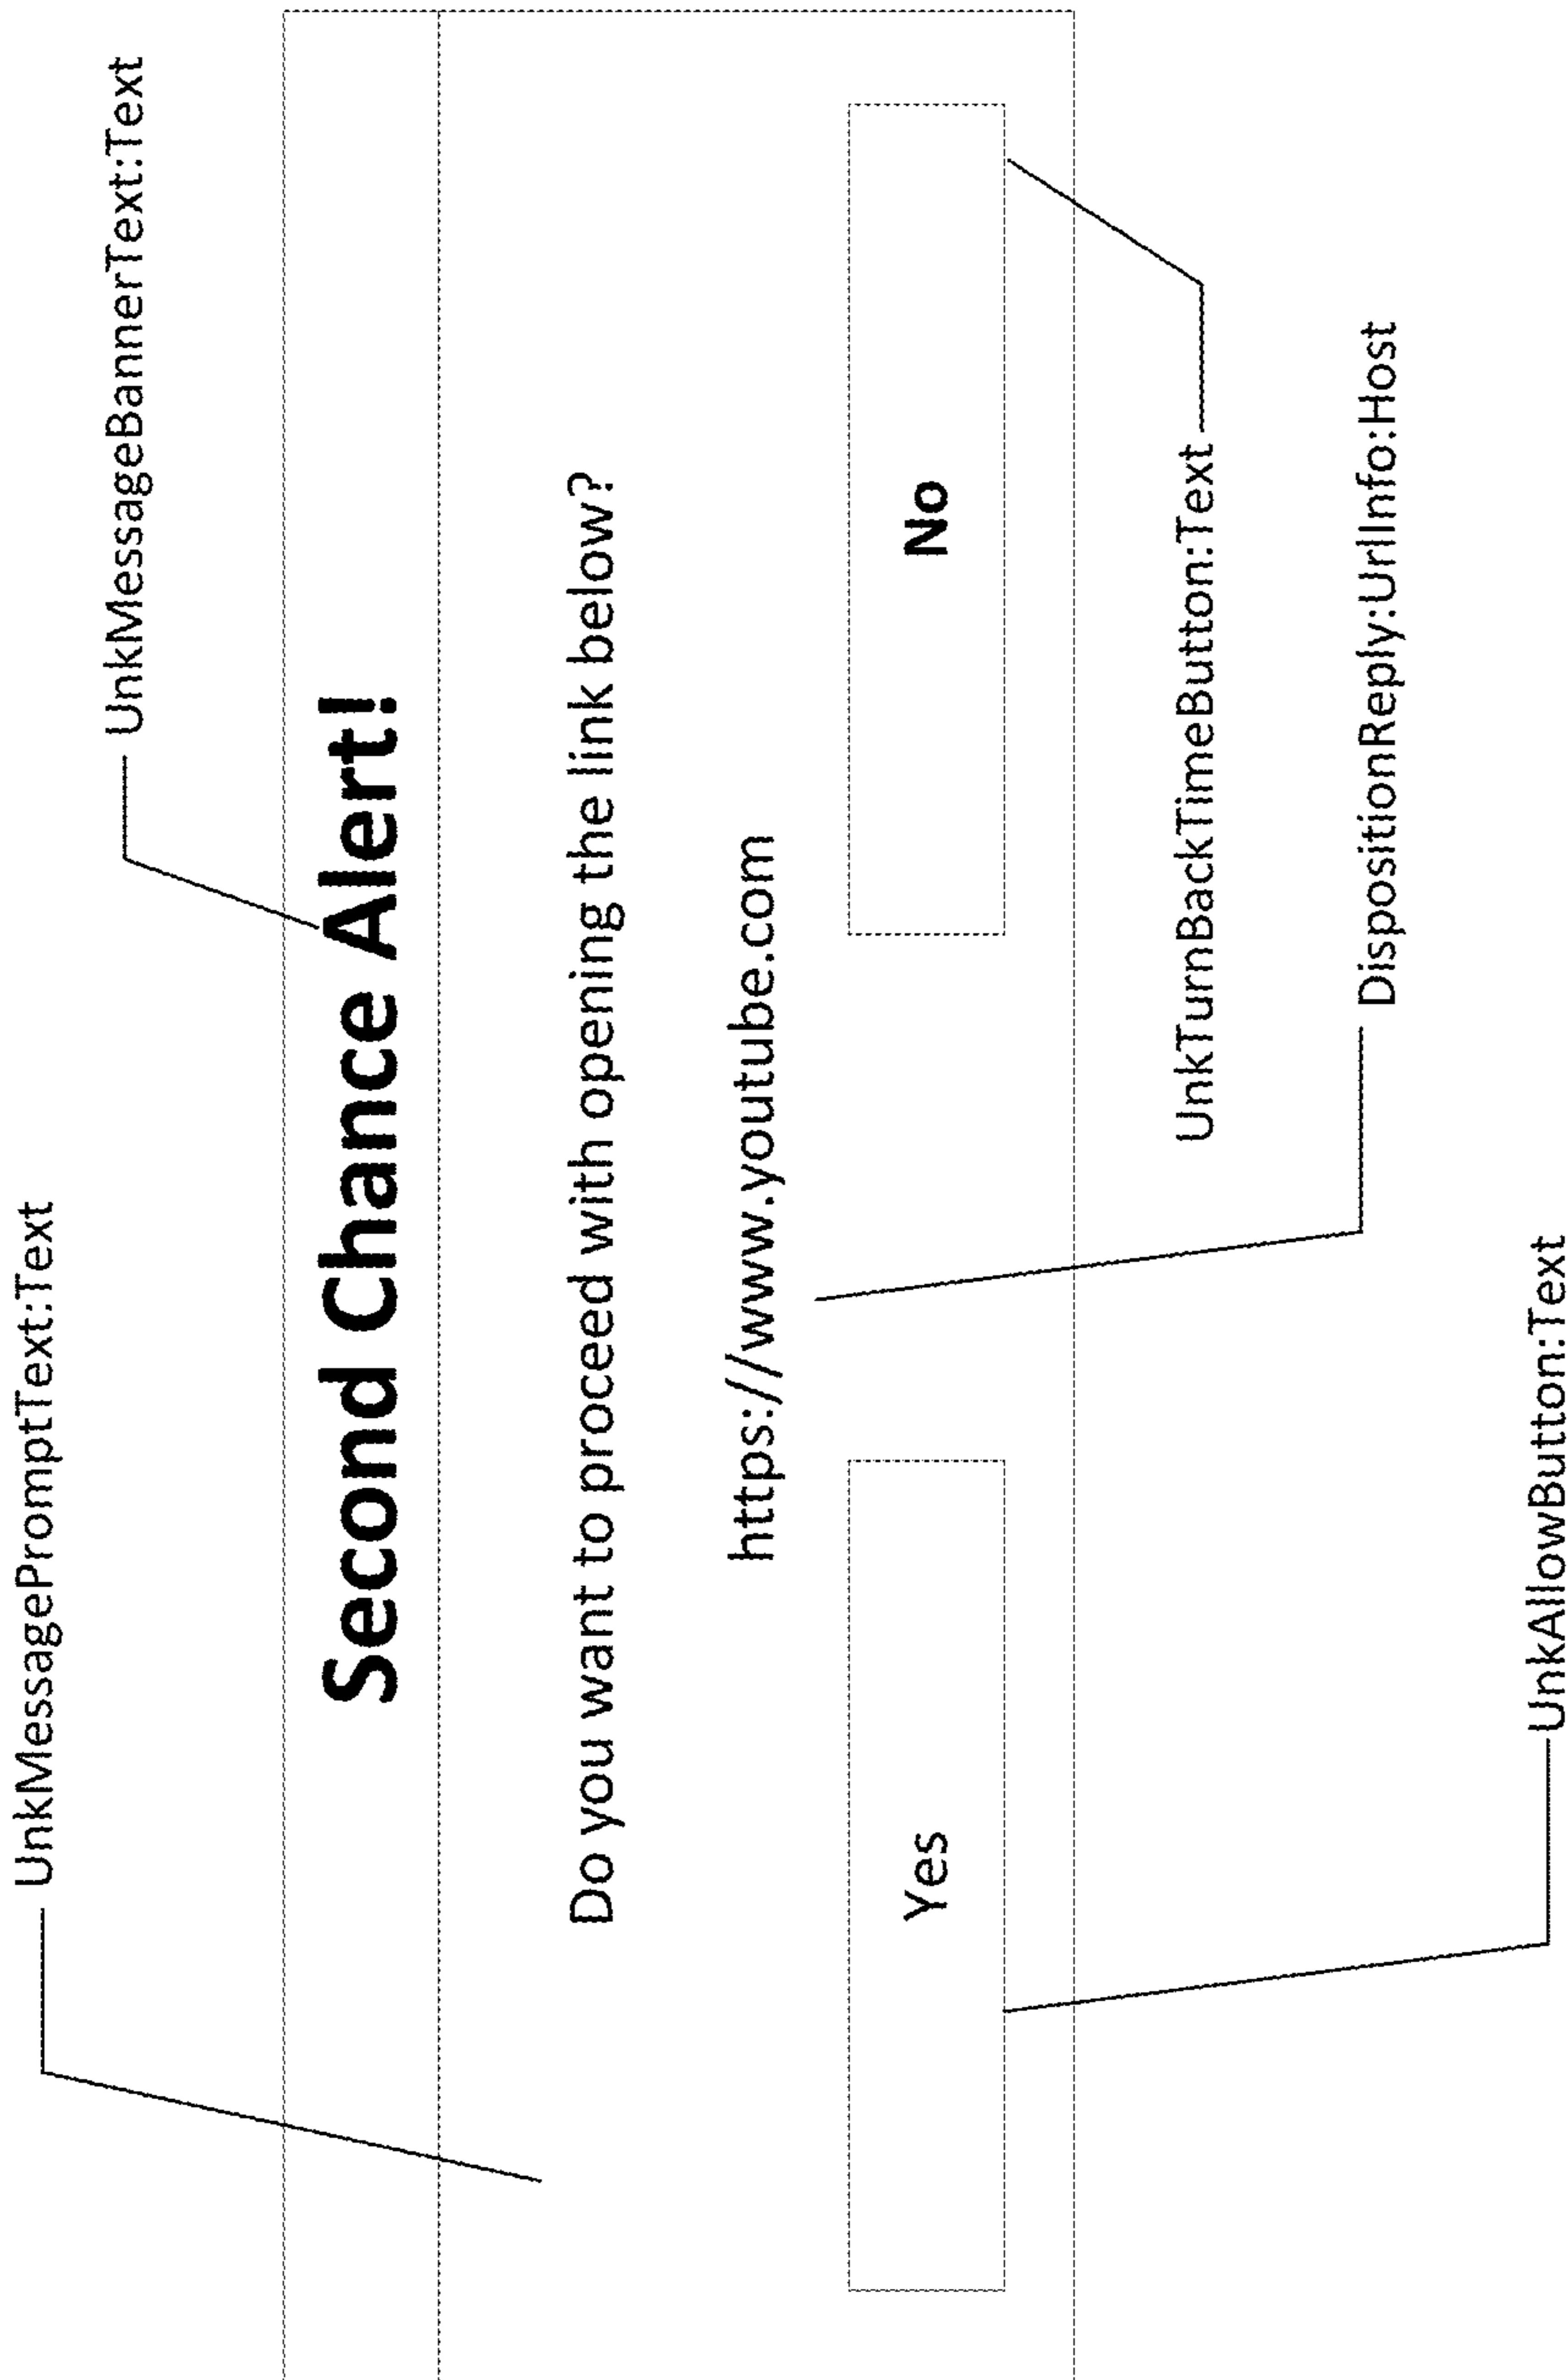 UnkMessagePromptText:Text
UnkMessageBannerText:Text
Second Chance Alert!
Do you want to proceed with opening the link below?
https://www.youtube.com
Yes
No
UnkTurnBackTimeButton:Text
DispositionReply:UrlInfo:Host
UnkAllowButton:Text